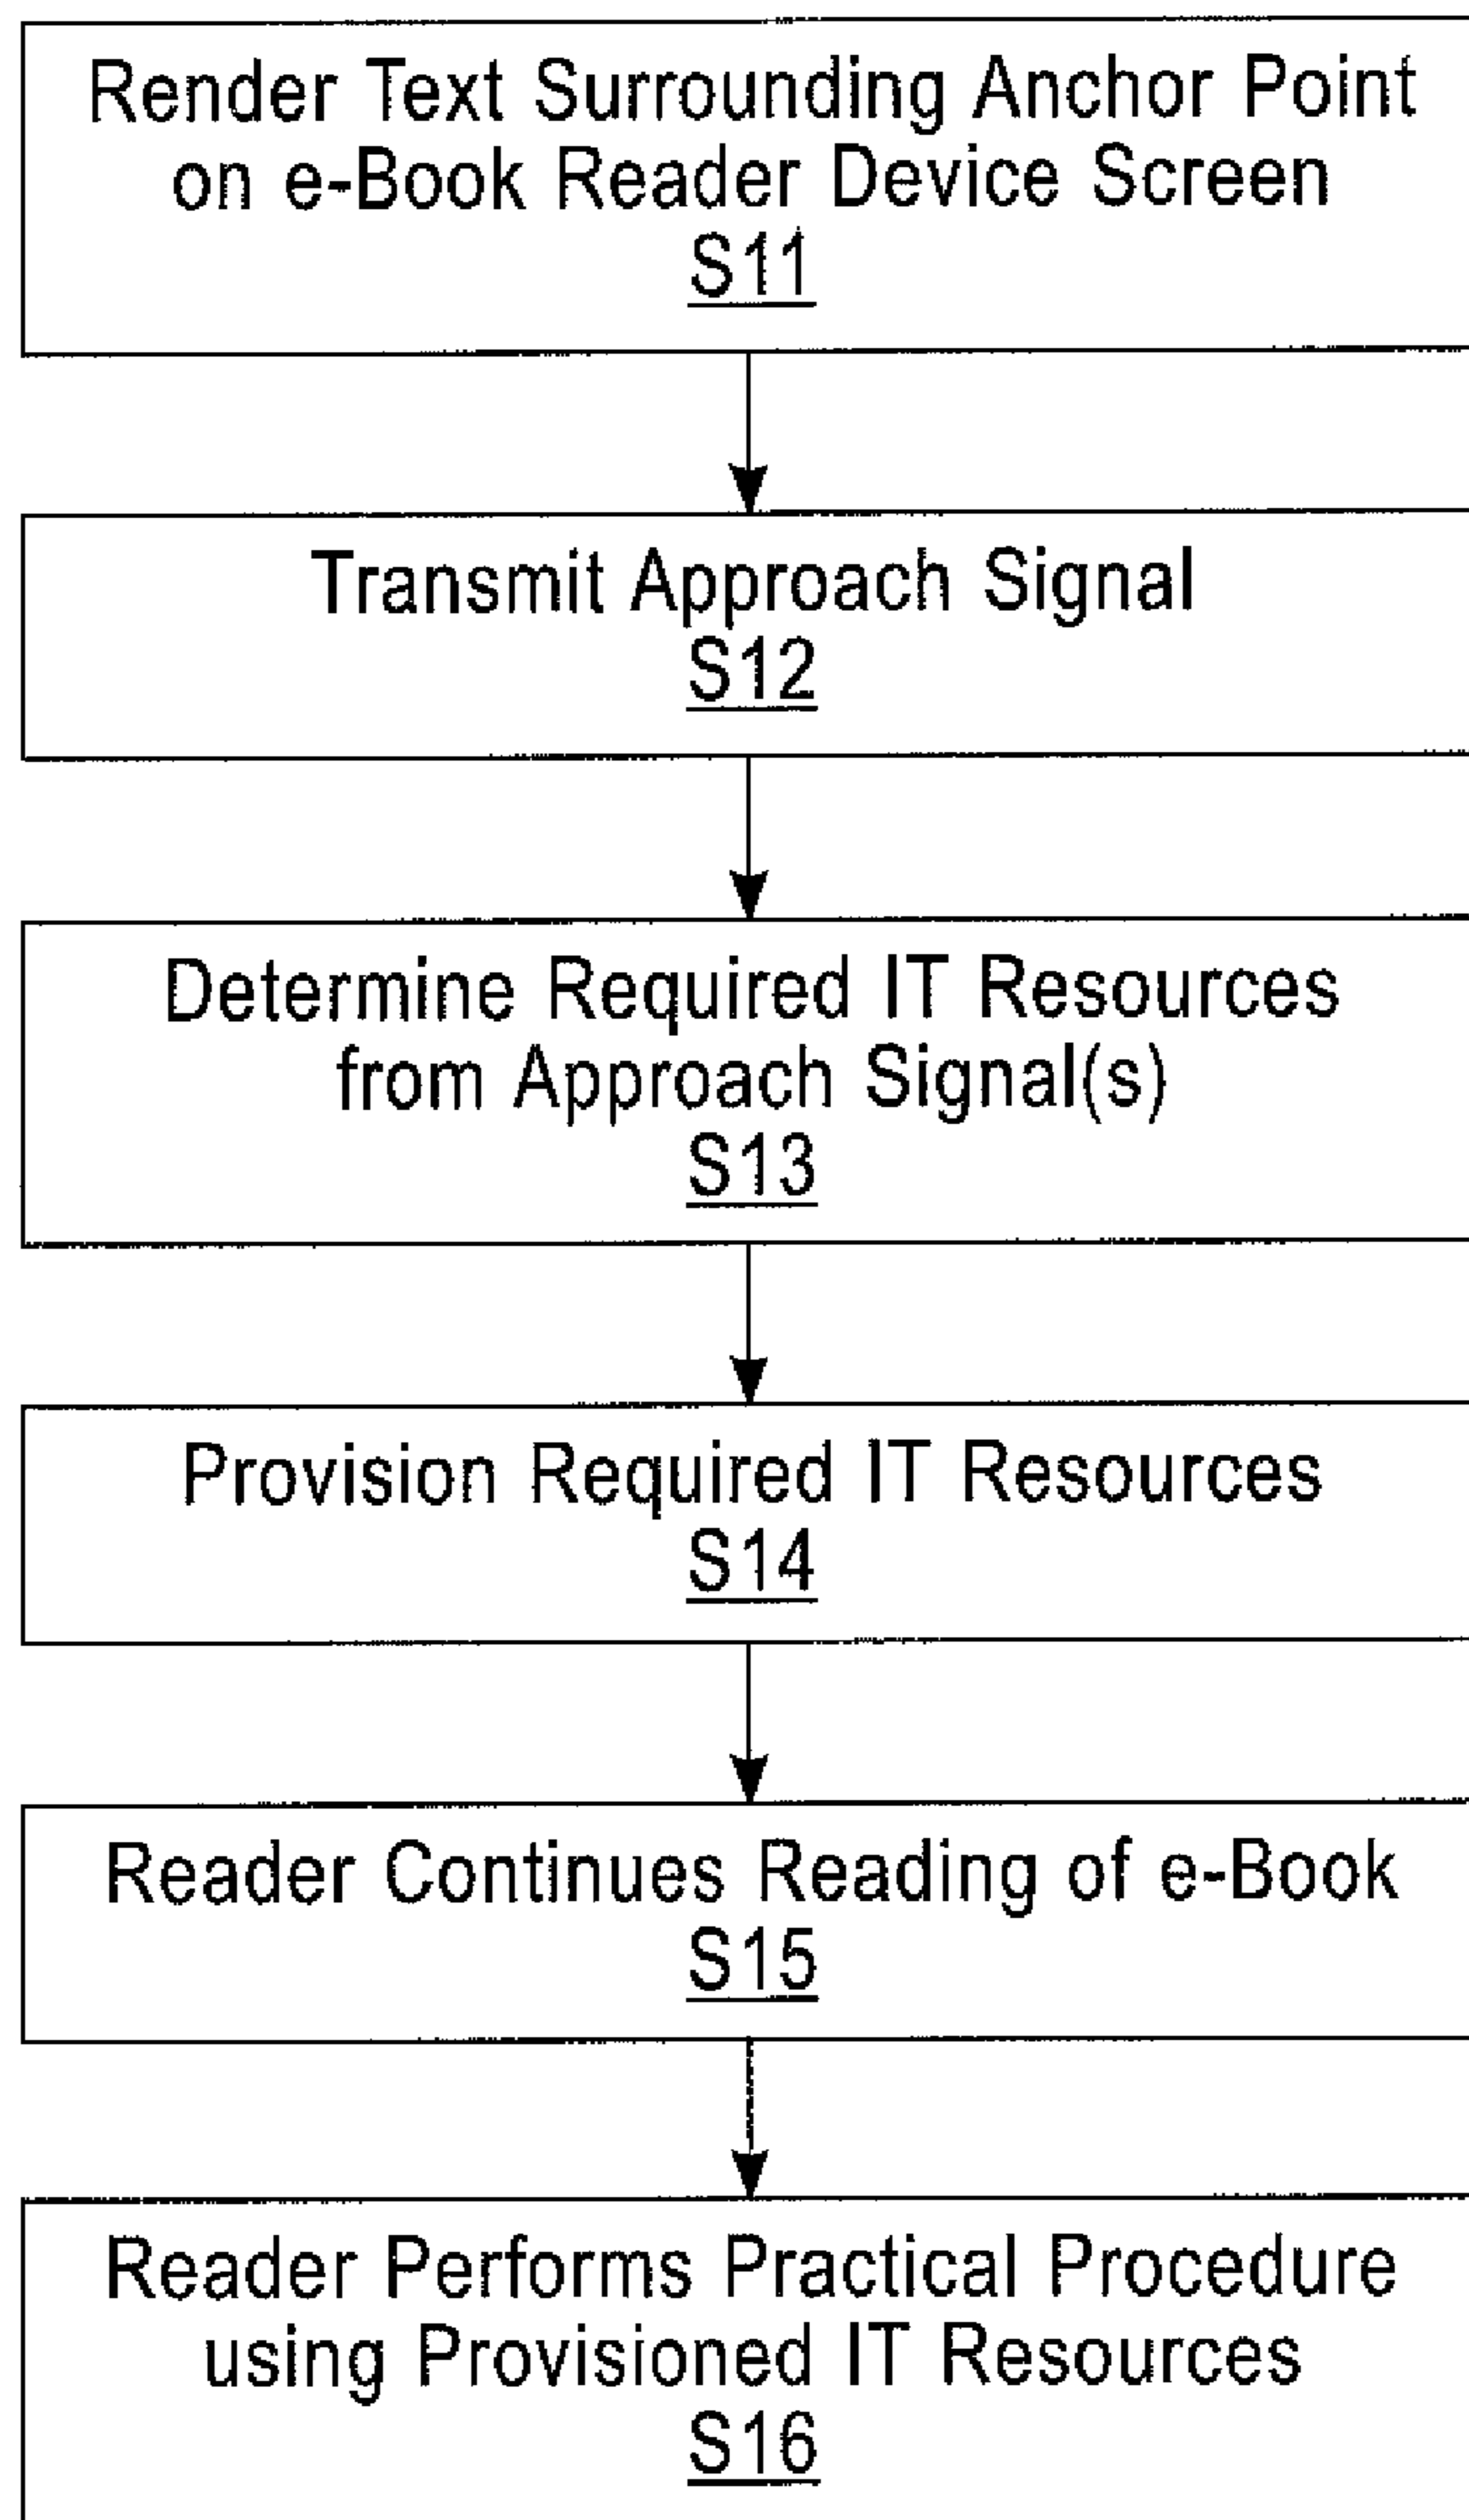 Render Text Surrounding Anchor Point
on e-Book Reader Device Screen
S11
Transmit Approach Signal
S12
Determine Required IT Resources
from Approach Signal(s)
S13
Provision Required IT Resources
S14
Reader Continues Reading of e-Book
S15
Reader Performs Practical Procedure
using Provisioned IT Resources
S16